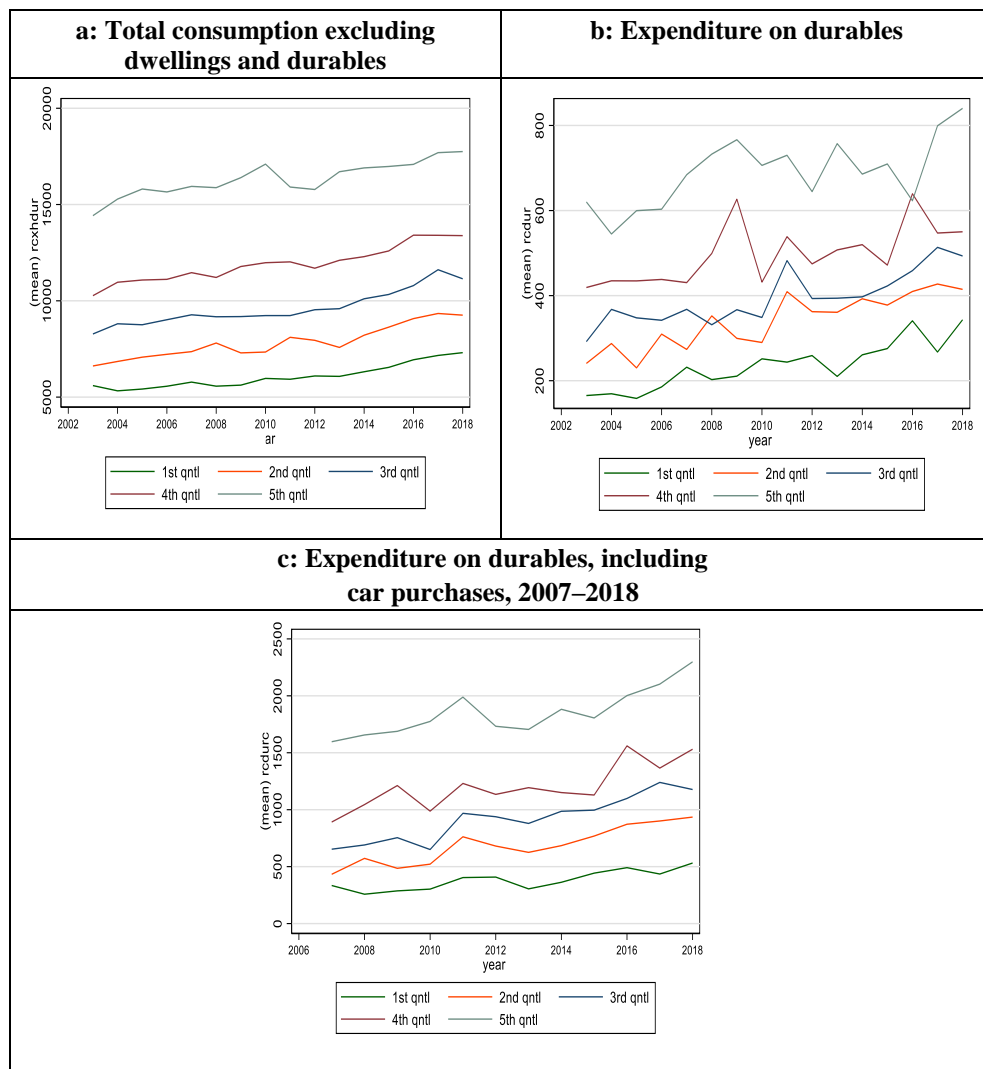 a: Total consumption excluding
dwellings and durables
b: Expenditure on durables
(mean) rcxhdur
20000
15000
10000
5000
2002 2004 2006 2008 2010 2012 2014 2016 2018
ar
1st qntl 2nd qntl 3rd qntl
4th qntl 5th qntl
(mean) rcdur
800
600
400
200
2002 2004 2006 2008 2010 2012 2014 2016 2018
year
1st qntl 2nd qntl 3rd qntl
4th qntl 5th qntl
c: Expenditure on durables, including
car purchases, 2007–2018
(mean) rcdurc
2500
2000
1500
1000
500
0
2006 2008 2010 2012 2014 2016 2018
year
1st qntl 2nd qntl 3rd qntl
4th qntl 5th qntl